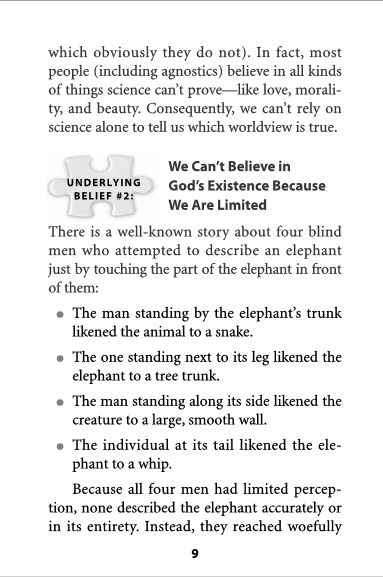 which obviously they do not). In fact, most
people (including agnostics) believe in all kinds
of things science can’t prove—like love, morali-
ty, and beauty. Consequently, we can’t rely on
science alone to tell us which worldview is true.
UNDERLYING
BELIEF #2:
We Can’t Believe in
God’s Existence Because
We Are Limited
There is a well-known story about four blind
men who attempted to describe an elephant
just by touching the part of the elephant in front
of them:
● The man standing by the elephant’s trunk
likened the animal to a snake.
● The one standing next to its leg likened the
elephant to a tree trunk.
● The man standing along its side likened the
creature to a large, smooth wall.
● The individual at its tail likened the ele-
phant to a whip.
Because all four men had limited percep-
tion, none described the elephant accurately or
in its entirety. Instead, they reached woefully
9